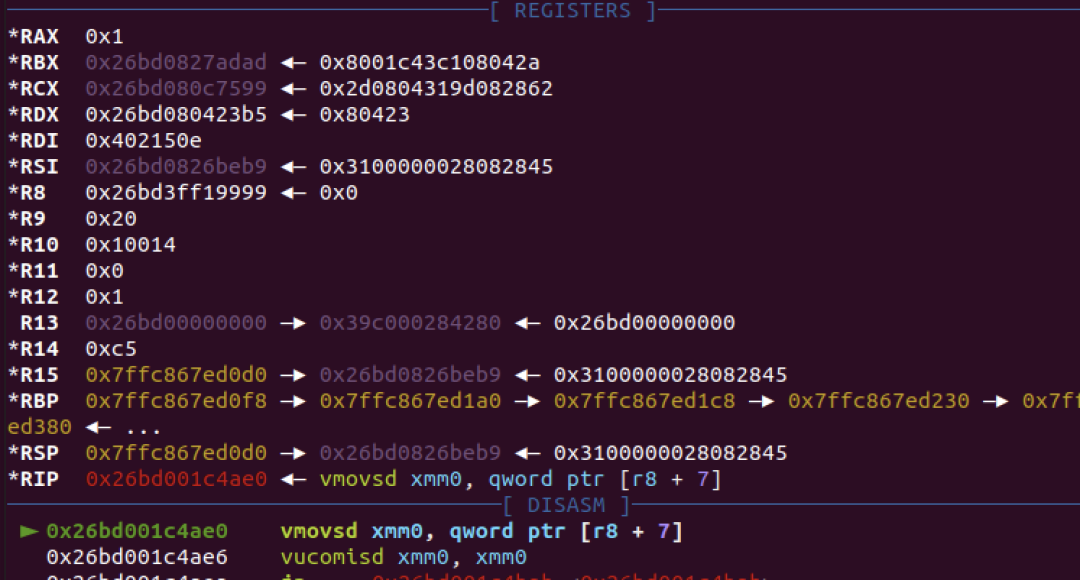 [ REGISTERS ]
*RAX 0x1
*RBX 0x26bd0827adad ◂— 0x8001c43c108042a
*RCX 0x26bd080c7599 ◂— 0x2d0804319d082862
*RDX 0x26bd080423b5 ◂— 0x80423
*RDI 0x402150e
*RSI 0x26bd0826beb9 ◂— 0x3100000028082845
*R8 0x26bd3ff19999 ◂— 0x0
*R9 0x20
*R10 0x10014
*R11 0x0
*R12 0x1
R13 0x26bd00000000 —▸ 0x39c000284280 ◂— 0x26bd00000000
*R14 0xc5
*R15 0x7ffc867ed0d0 —▸ 0x26bd0826beb9 ◂— 0x3100000028082845
*RBP 0x7ffc867ed0f8 —▸ 0x7ffc867ed1a0 —▸ 0x7ffc867ed1c8 —▸ 0x7ffc867ed230 —▸ 0x7ff
ed380 ◂— ...
*RSP 0x7ffc867ed0d0 —▸ 0x26bd0826beb9 ◂— 0x3100000028082845
*RIP 0x26bd001c4ae0 ◂— vmovsd xmm0, qword ptr [r8 + 7]
[ DISASM ]
► 0x26bd001c4ae0 vmovsd xmm0, qword ptr [r8 + 7]
0x26bd001c4ae6 vucomisd xmm0, xmm0